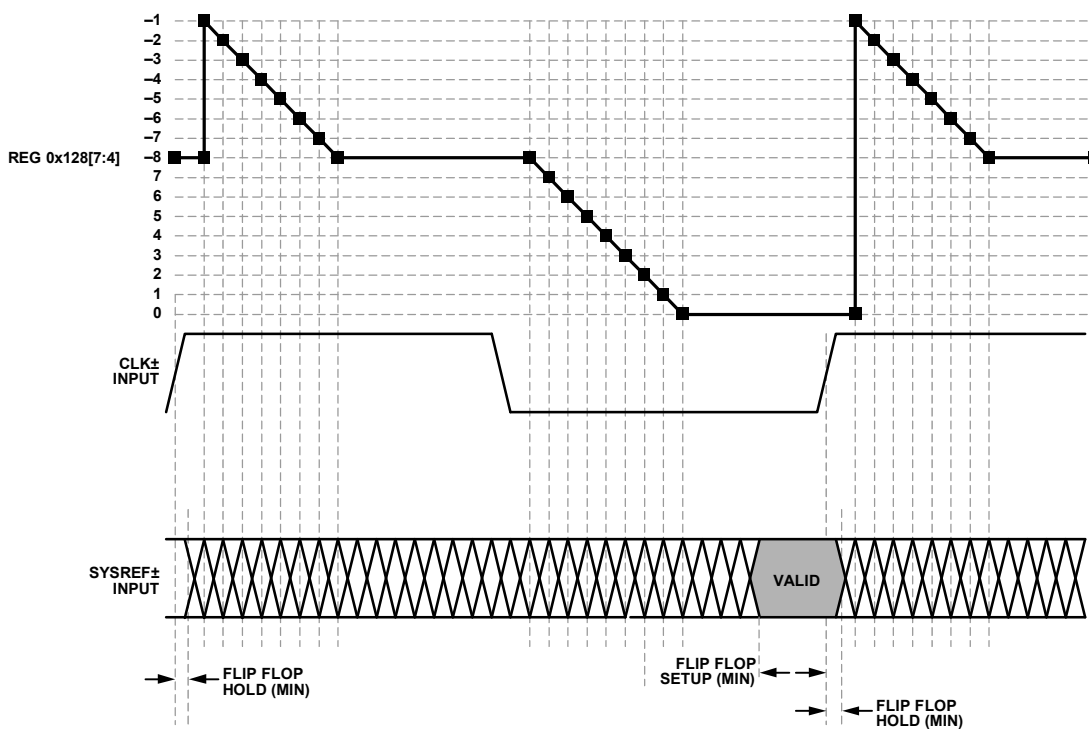 –1
–2
–3
–4
–5
–6
–7
REG 0x128[7:4]
–8
7
6
5
4
3
2
1
0
CLK±
INPUT
SYSREF±
INPUT
VALID
FLIP FLOP
HOLD (MIN)
FLIP FLOP
SETUP (MIN)
FLIP FLOP
HOLD (MIN)